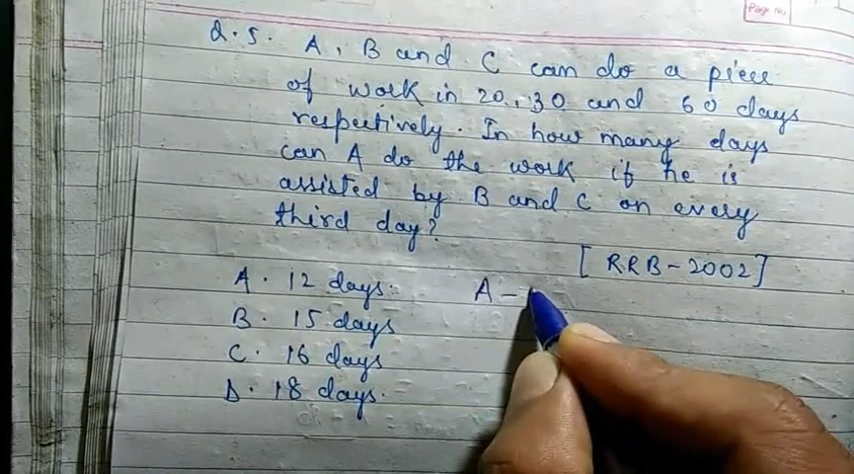 Page No.
Q.5. A, B and C can do a piece
of work in 20, 30 and 60 days
respectively. In how many days
can A do the work if he is
assisted by B and C on every
third day?
[RRB-2002]
A. 12 days.
A -
B. 15 days
C. 16 days
D. 18 days.